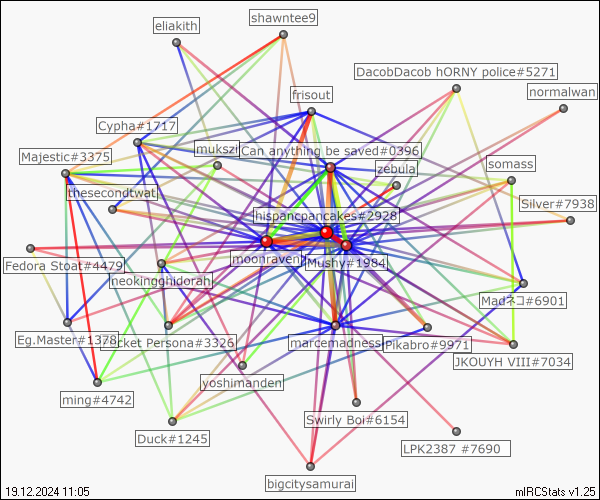 shawntee9
eliakith
DacobDacob hORNY police#5271
normalwan
frisout
Cypha#1717
mukszi
Can anything be saved#0396
Majestic#3375
zebula
somass
thesecondtwat
Silver#7938
hispancpancakes#2928
moonraven
Mushy#1984
Fedora Stoat#4479
neokingghidorah
Madネコ#6901
Eg.Master#1378
cket Persona#3326
marcemadness
Pikabro#9971
JKOUYH VIII#7034
yoshimanden
ming#4742
Swirly Boi#6154
Duck#1245
LPK2387 #7690
bigcitysamurai
19.12.2024 11:05
mIRCStats v1.25